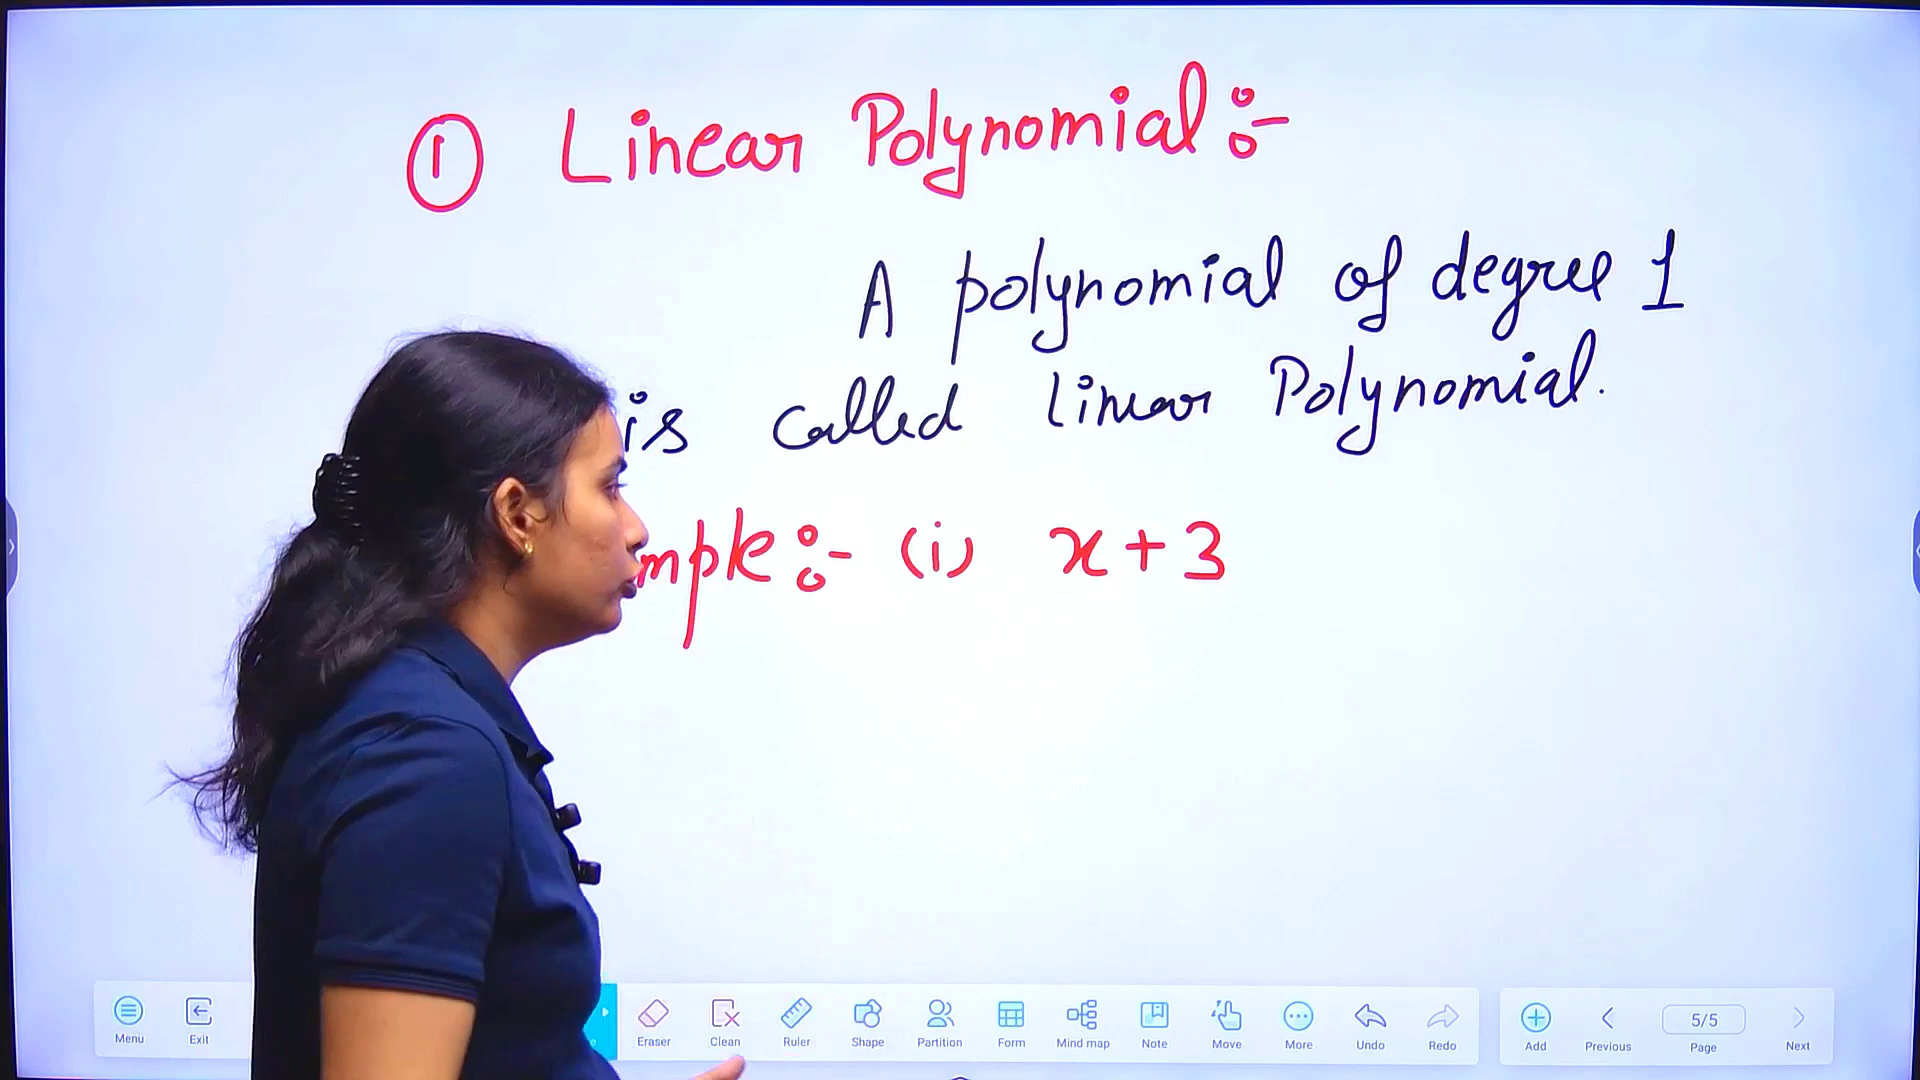 ① Linear Polynomial :-
A polynomial of degree 1
is called linear Polynomial.
mple :- (i) x + 3
Menu Exit Eraser Clean Ruler Shape Partition Form Mind map Note Move More Undo Redo Add Previous 5/5 Page Next